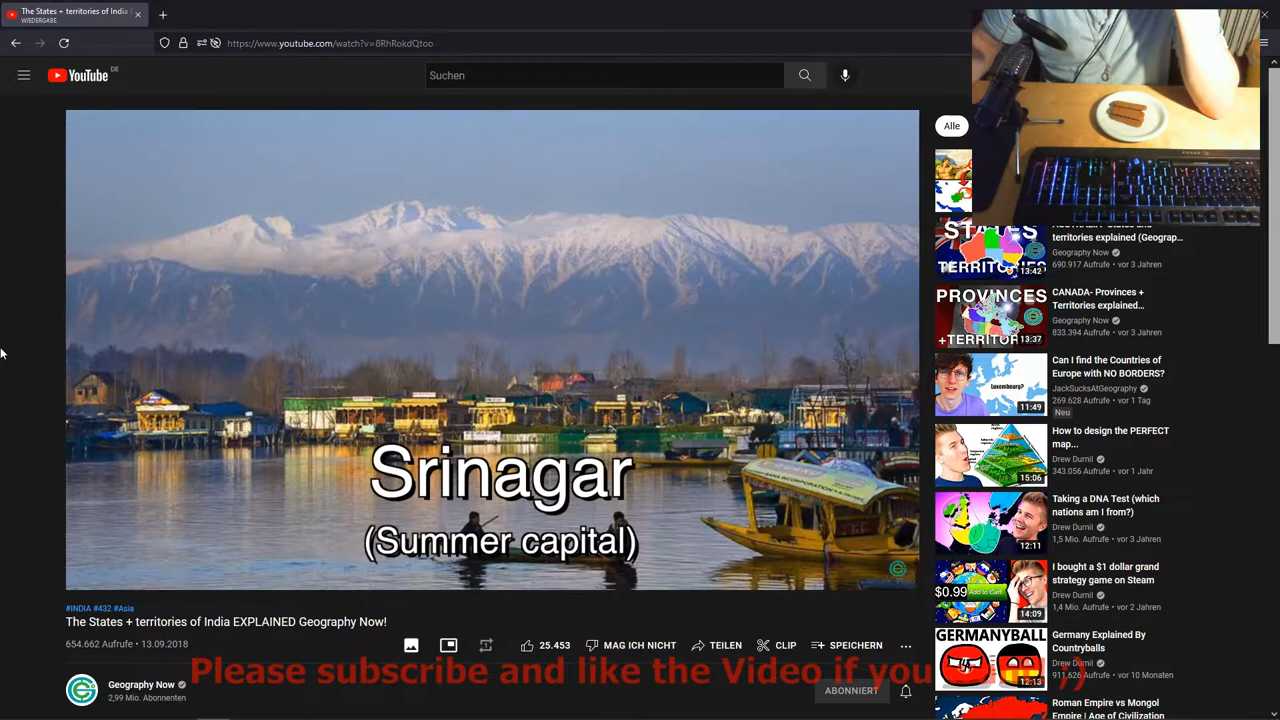 The States + territories of India
WIEDERGABE
https://www.youtube.com/watch?v=8RhRokdQtoo
YouTube DE
Suchen
Alle
Srinagar
(Summer capital)
#INDIA #432 #Asia
The States + territories of India EXPLAINED Geography Now!
654.662 Aufrufe • 13.09.2018
25.453
MAG ICH NICHT
TEILEN
CLIP
SPEICHERN
Please subscribe and like the Video if you
Geography Now
2,99 Mio. Abonnenten
ABONNIERT
STATES
TERRITORIES
13:42
territories explained (Geograp...
Geography Now
690.917 Aufrufe • vor 3 Jahren
PROVINCES
+TERRITOR
13:37
CANADA- Provinces +
Territories explained...
Geography Now
833.394 Aufrufe • vor 3 Jahren
Luxembourg?
11:49
Can I find the Countries of
Europe with NO BORDERS?
JackSucksAtGeography
269.628 Aufrufe • vor 1 Tag
Neu
15:06
How to design the PERFECT
map...
Drew Durnil
343.056 Aufrufe • vor 1 Jahr
12:11
Taking a DNA Test (which
nations am I from?)
Drew Durnil
1,5 Mio. Aufrufe • vor 3 Jahren
$0.99 Add to Cart
14:09
I bought a $1 dollar grand
strategy game on Steam
Drew Durnil
1,4 Mio. Aufrufe • vor 2 Jahren
GERMANYBALL
12:13
Germany Explained By
Countryballs
Drew Durnil
911.626 Aufrufe • vor 10 Monaten
Roman Empire vs Mongol
Empire | Age of Civilization